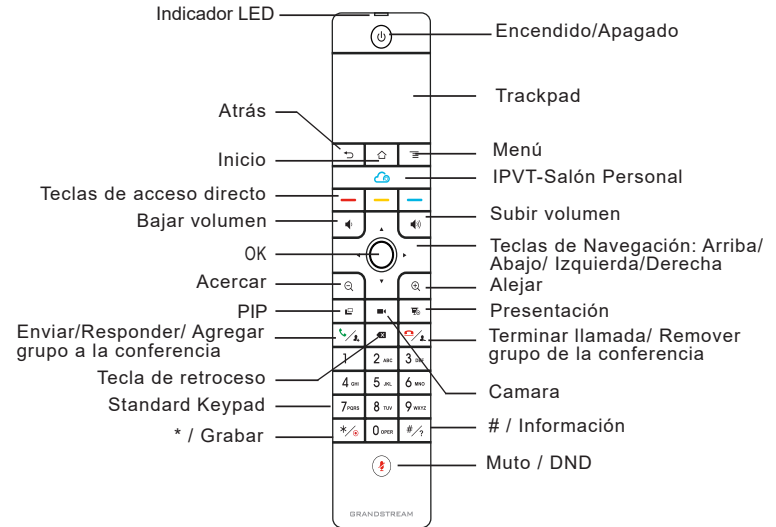 Indicador LED
Encendido/Apagado
Trackpad
Atrás
Menú
Inicio
IPVT-Salón Personal
Teclas de acceso directo
Bajar volumen
Subir volumen
OK
Teclas de Navegación: Arriba/
Abajo/ Izquierda/Derecha
Acercar
Alejar
PIP
Presentación
Enviar/Responder/ Agregar
grupo a la conferencia
Terminar llamada/ Remover
grupo de la conferencia
Tecla de retroceso
Camara
Standard Keypad
* / Grabar
# / Información
Muto / DND
1 2 ABC 3 DEF
4 GHI 5 JKL 6 MNO
7 PQRS 8 TUV 9 WXYZ
*/ 0 OPER #/?
GRANDSTREAM